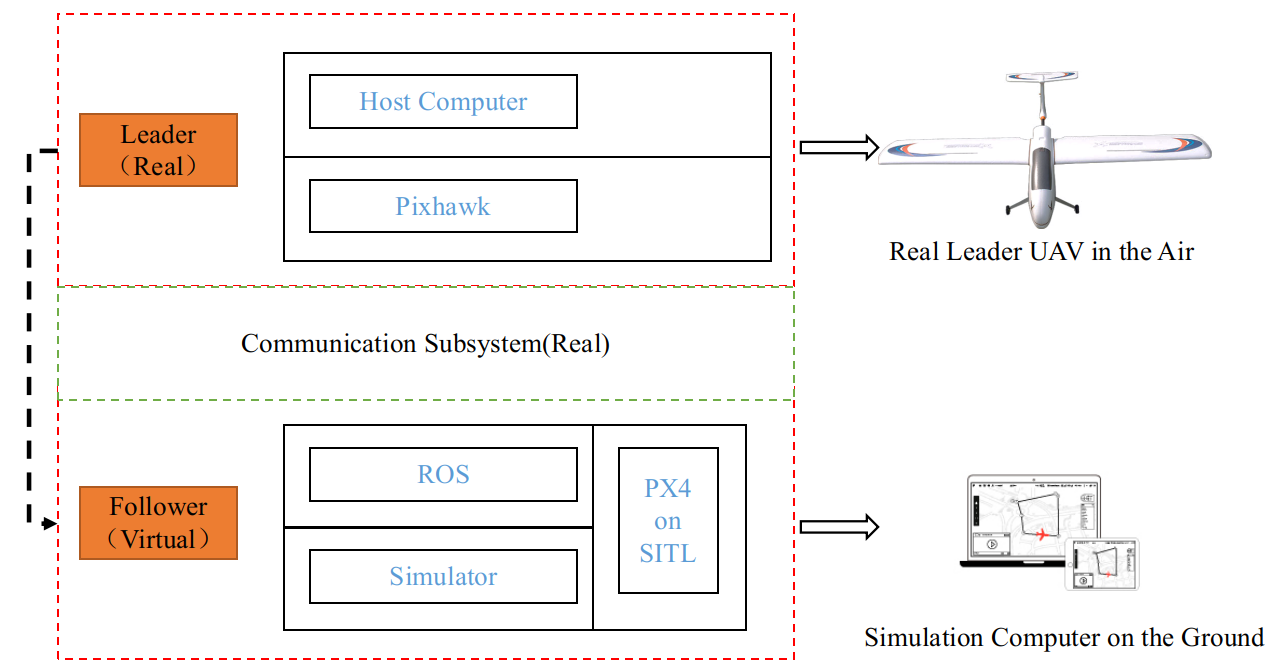 Host Computer
Leader
（Real）
Pixhawk
Real Leader UAV in the Air
Communication Subsystem(Real)
ROS
PX4
on
SITL
Follower
（Virtual）
Simulator
Simulation Computer on the Ground